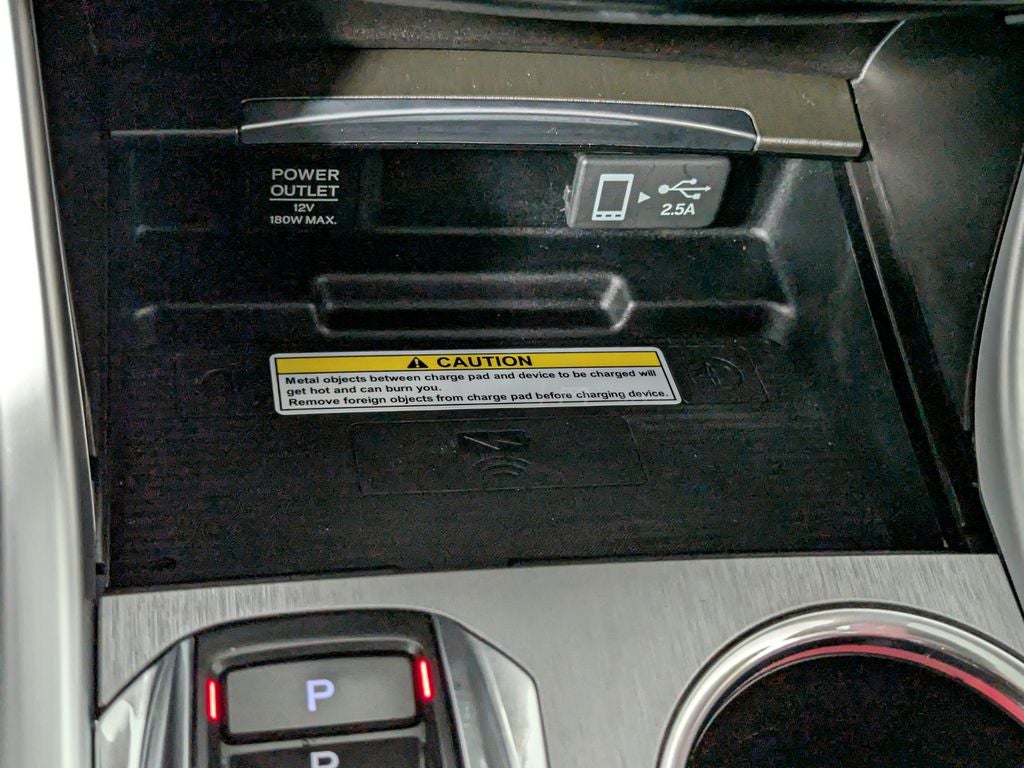 POWER
OUTLET
12V
180W MAX.
2.5A
CAUTION
Metal objects between charge pad and device to be charged will
get hot and can burn you.
Remove foreign objects from charge pad before charging device.
P
R